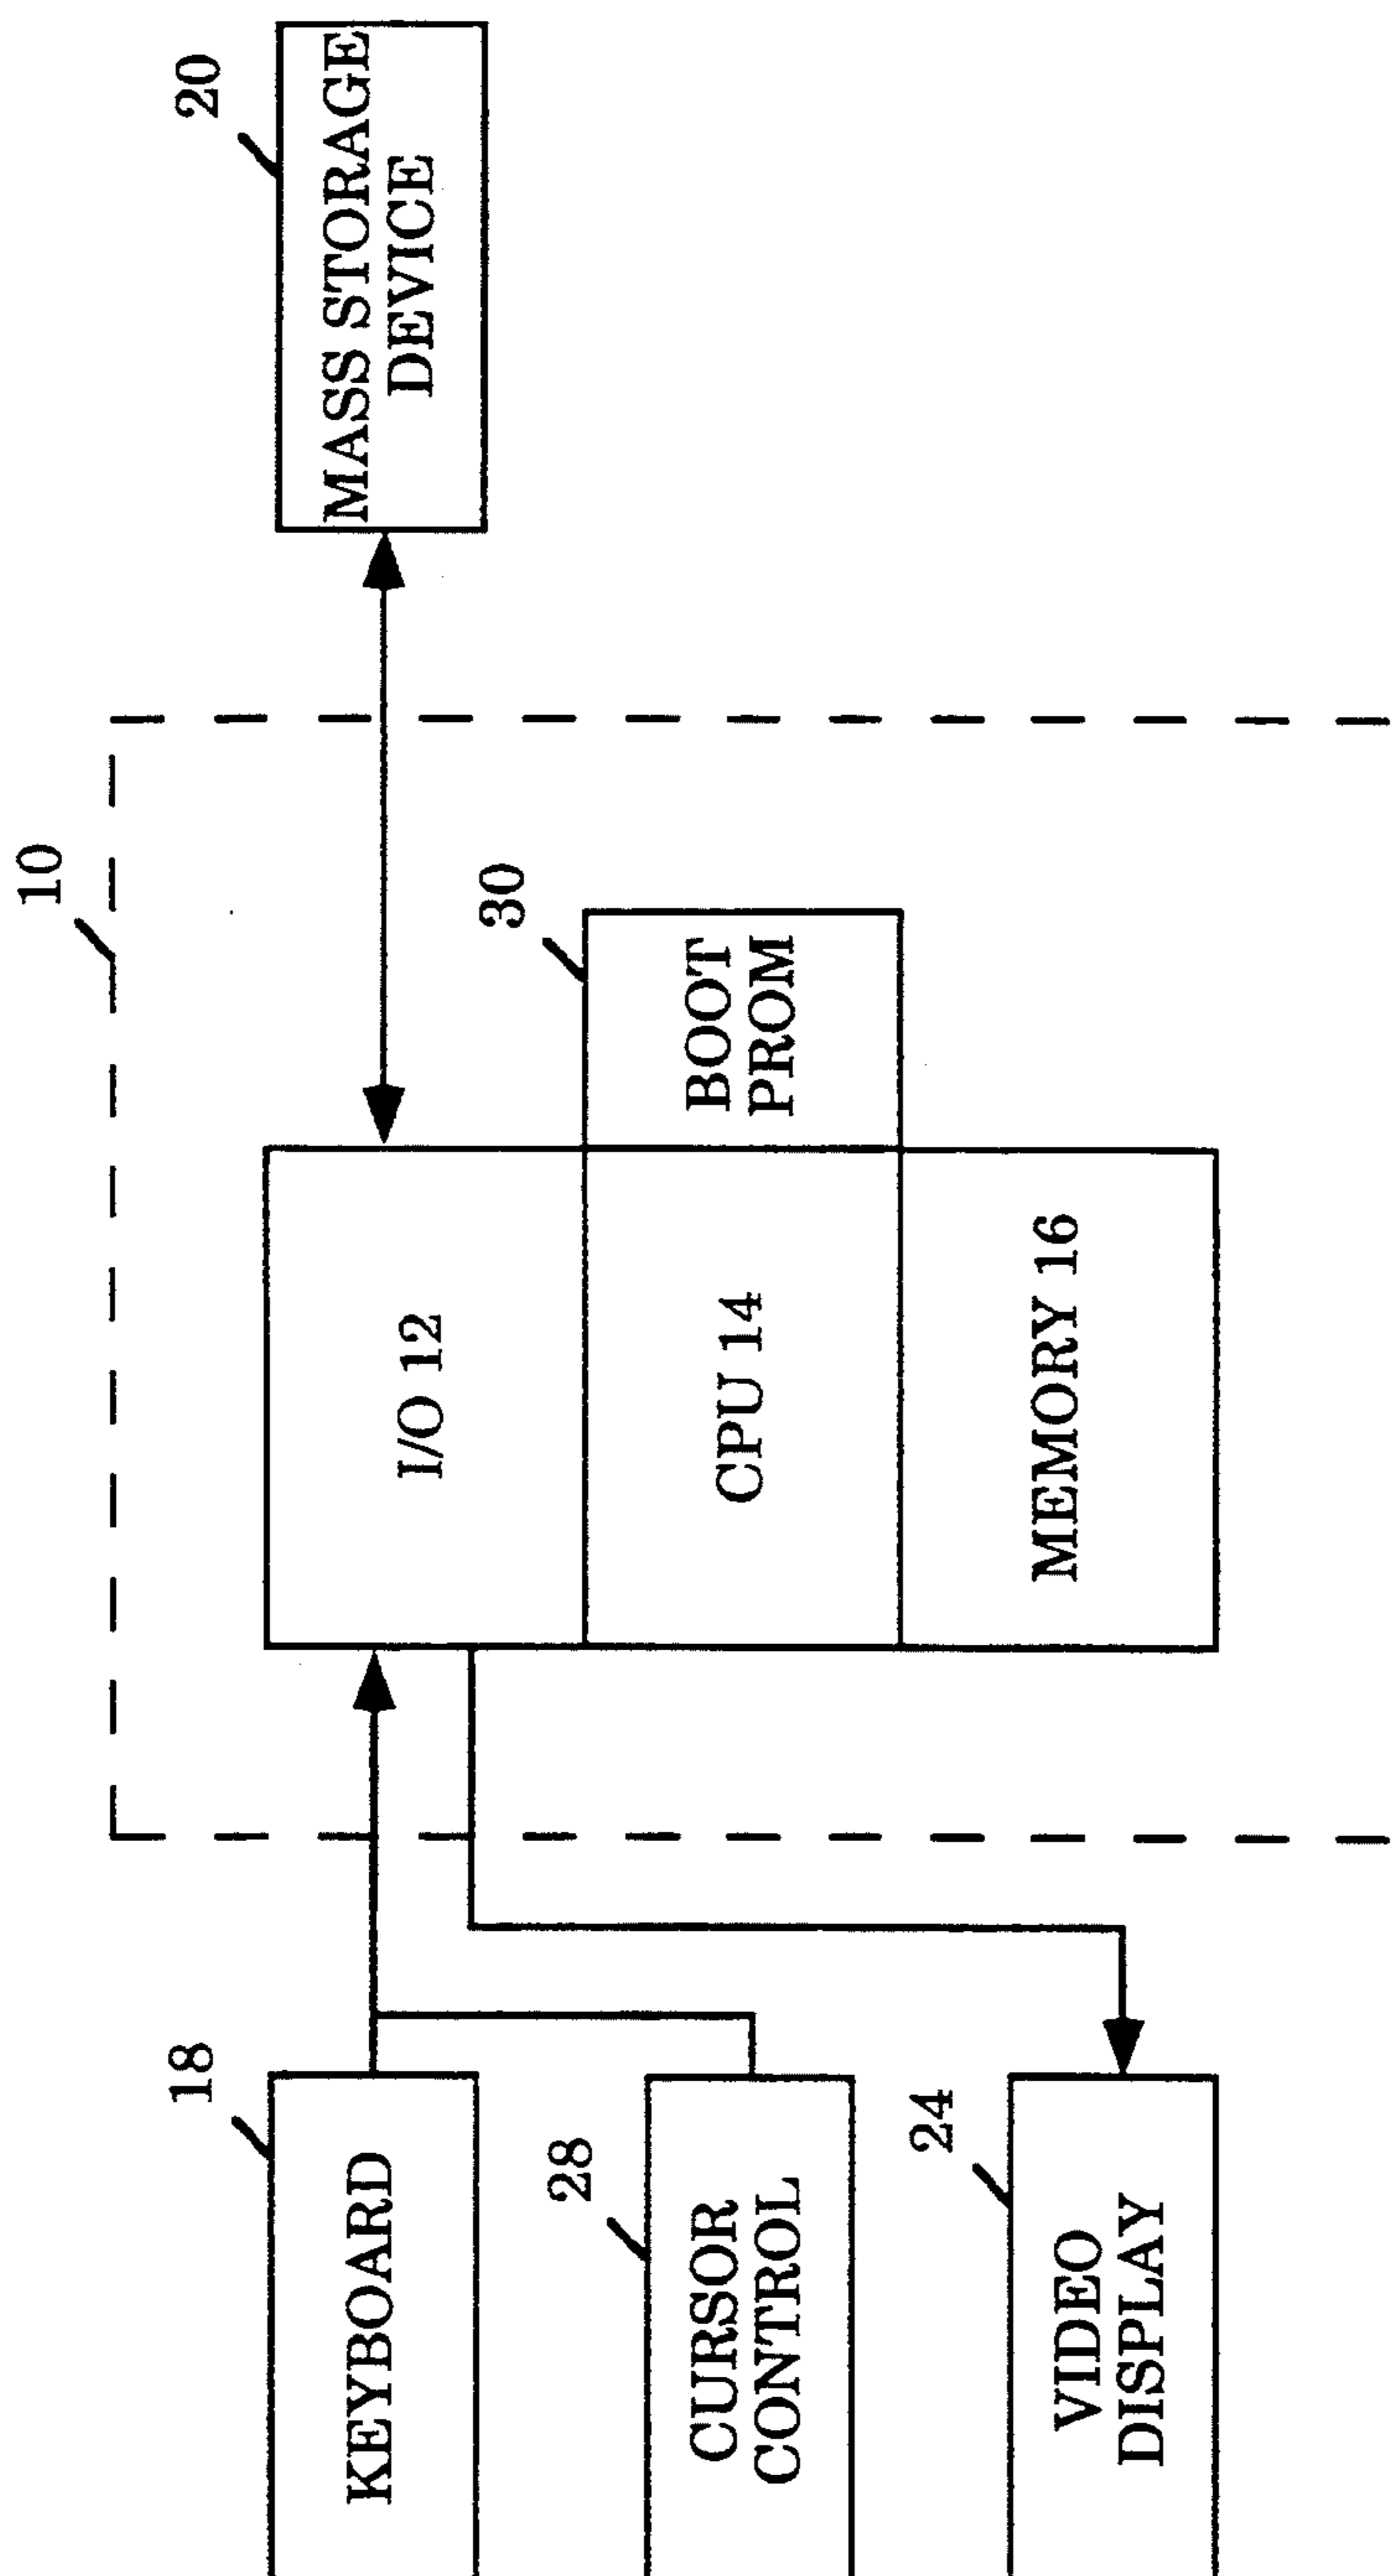 10
18
KEYBOARD
I/O 12
20
MASS STORAGE
DEVICE
28
CURSOR
CONTROL
CPU 14
30
BOOT
PROM
24
VIDEO
DISPLAY
MEMORY 16